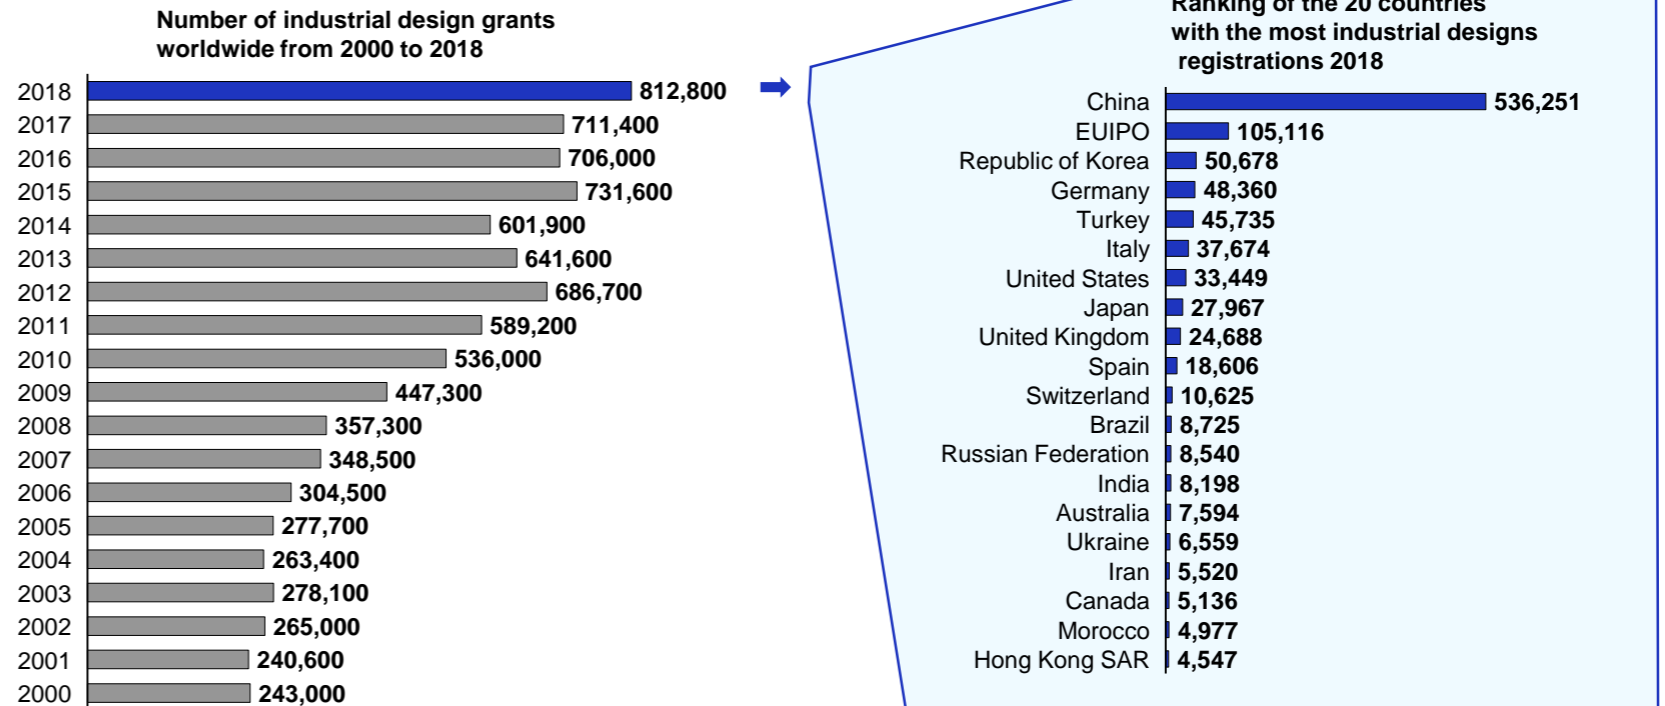 Number of industrial design grants
worldwide from 2000 to 2018
2018 812,800
2017 711,400
2016 706,000
2015 731,600
2014 601,900
2013 641,600
2012 686,700
2011 589,200
2010 536,000
2009 447,300
2008 357,300
2007 348,500
2006 304,500
2005 277,700
2004 263,400
2003 278,100
2002 265,000
2001 240,600
2000 243,000
Ranking of the 20 countries
with the most industrial designs
registrations 2018
China 536,251
EUIPO 105,116
Republic of Korea 50,678
Germany 48,360
Turkey 45,735
Italy 37,674
United States 33,449
Japan 27,967
United Kingdom 24,688
Spain 18,606
Switzerland 10,625
Brazil 8,725
Russian Federation 8,540
India 8,198
Australia 7,594
Ukraine 6,559
Iran 5,520
Canada 5,136
Morocco 4,977
Hong Kong SAR 4,547